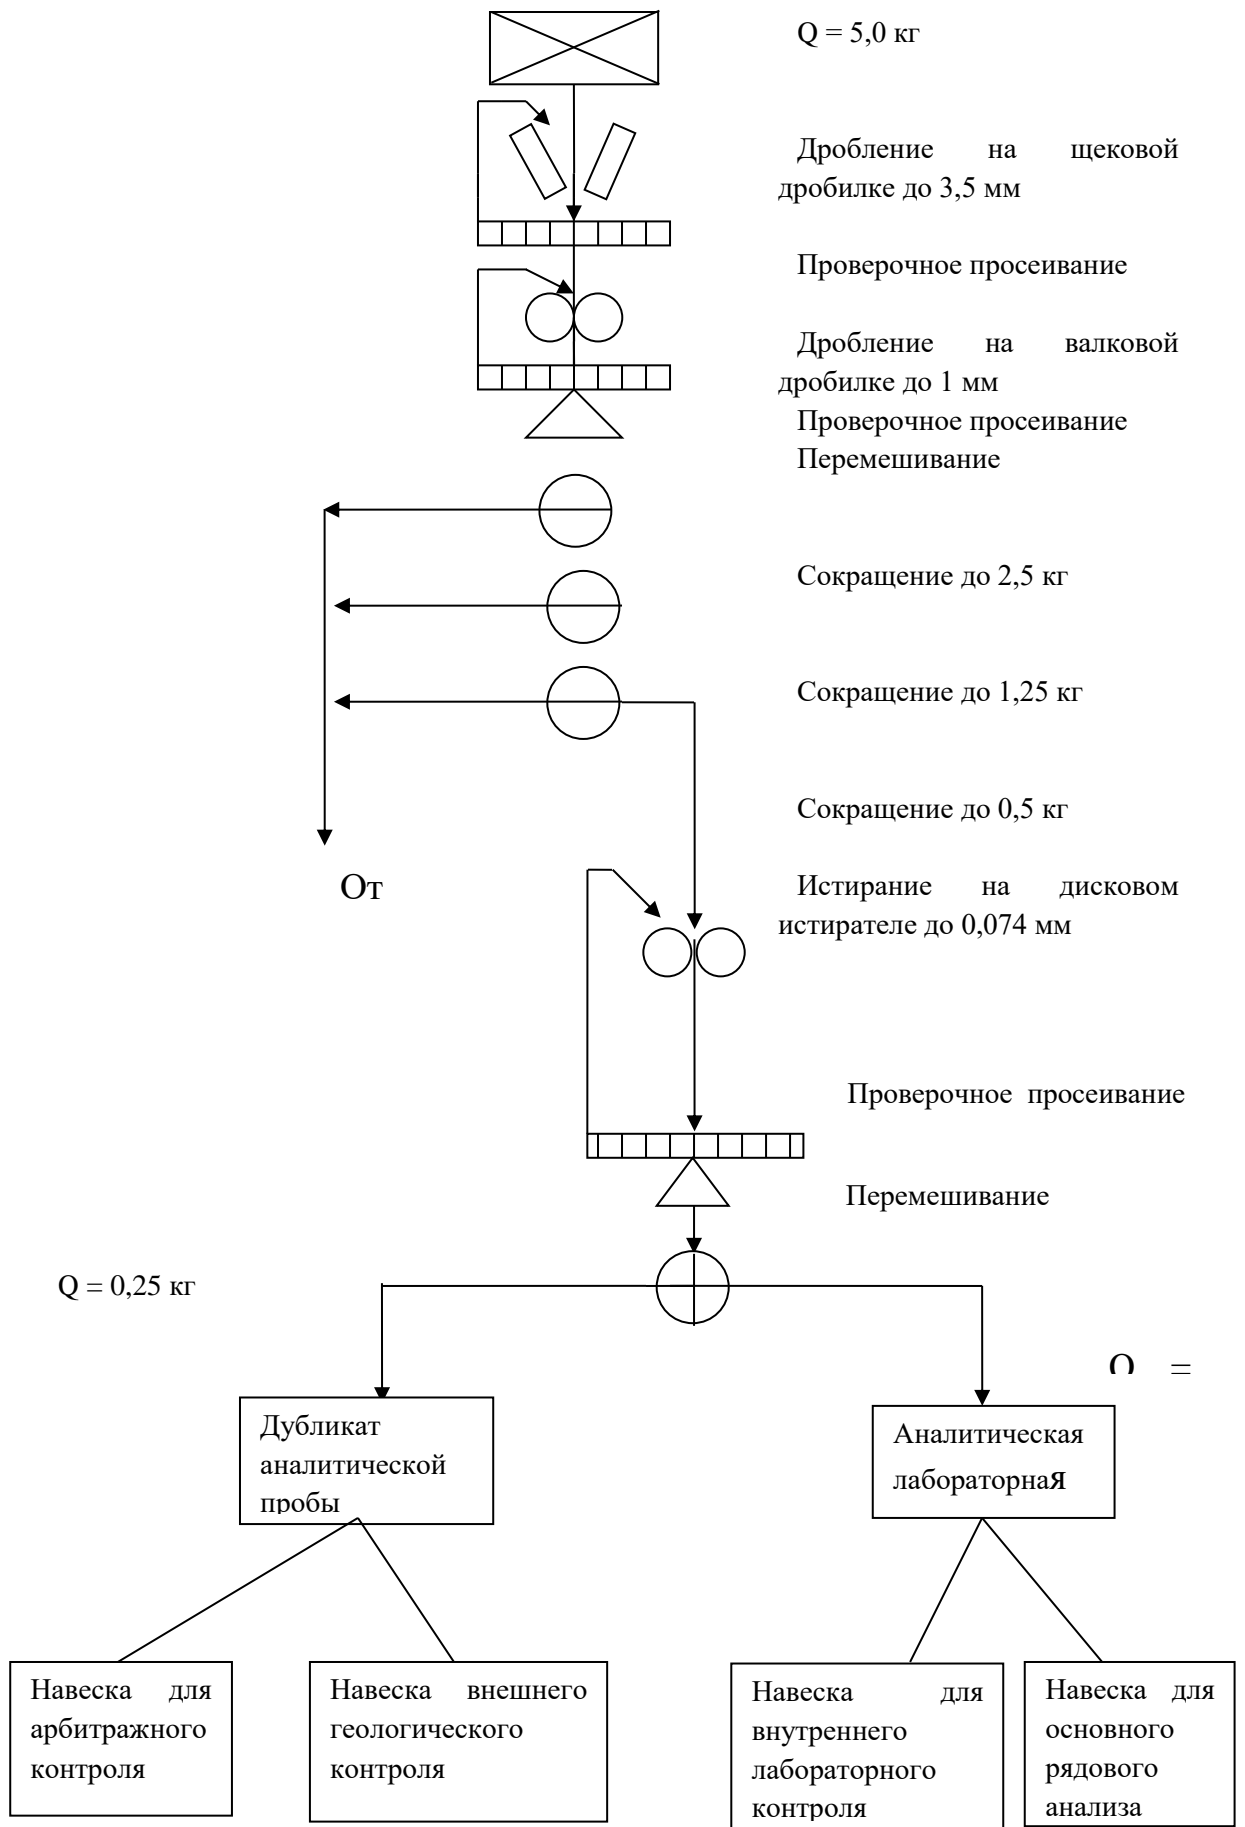 Q = 5,0 кг
Дробление на щековой
дробилке до 3,5 мм
Проверочное просеивание
Дробление на валковой
дробилке до 1 мм
Проверочное просеивание
Перемешивание
Сокращение до 2,5 кг
Сокращение до 1,25 кг
Сокращение до 0,5 кг
От
Истирание на дисковом
истирателе до 0,074 мм
Проверочное просеивание
Перемешивание
Q = 0,25 кг
Q =
Дубликат
аналитической
пробы
Аналитическая
лабораторная
Навеска для
арбитражного
контроля
Навеска внешнего
геологического
контроля
Навеска для
внутреннего
лабораторного
контроля
Навеска для
основного
рядового
анализа